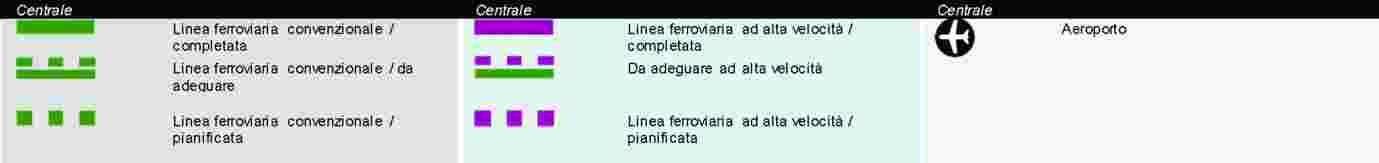 Centrale
Linea ferroviaria convenzionale /
completata
Linea ferroviaria convenzionale / da
adeguare
Linea ferroviaria convenzionale /
pianificata
Centrale
Linea ferroviaria ad alta velocità /
completata
Da adeguare ad alta velocità
Linea ferroviaria ad alta velocità /
pianificata
Centrale
Aeroporto